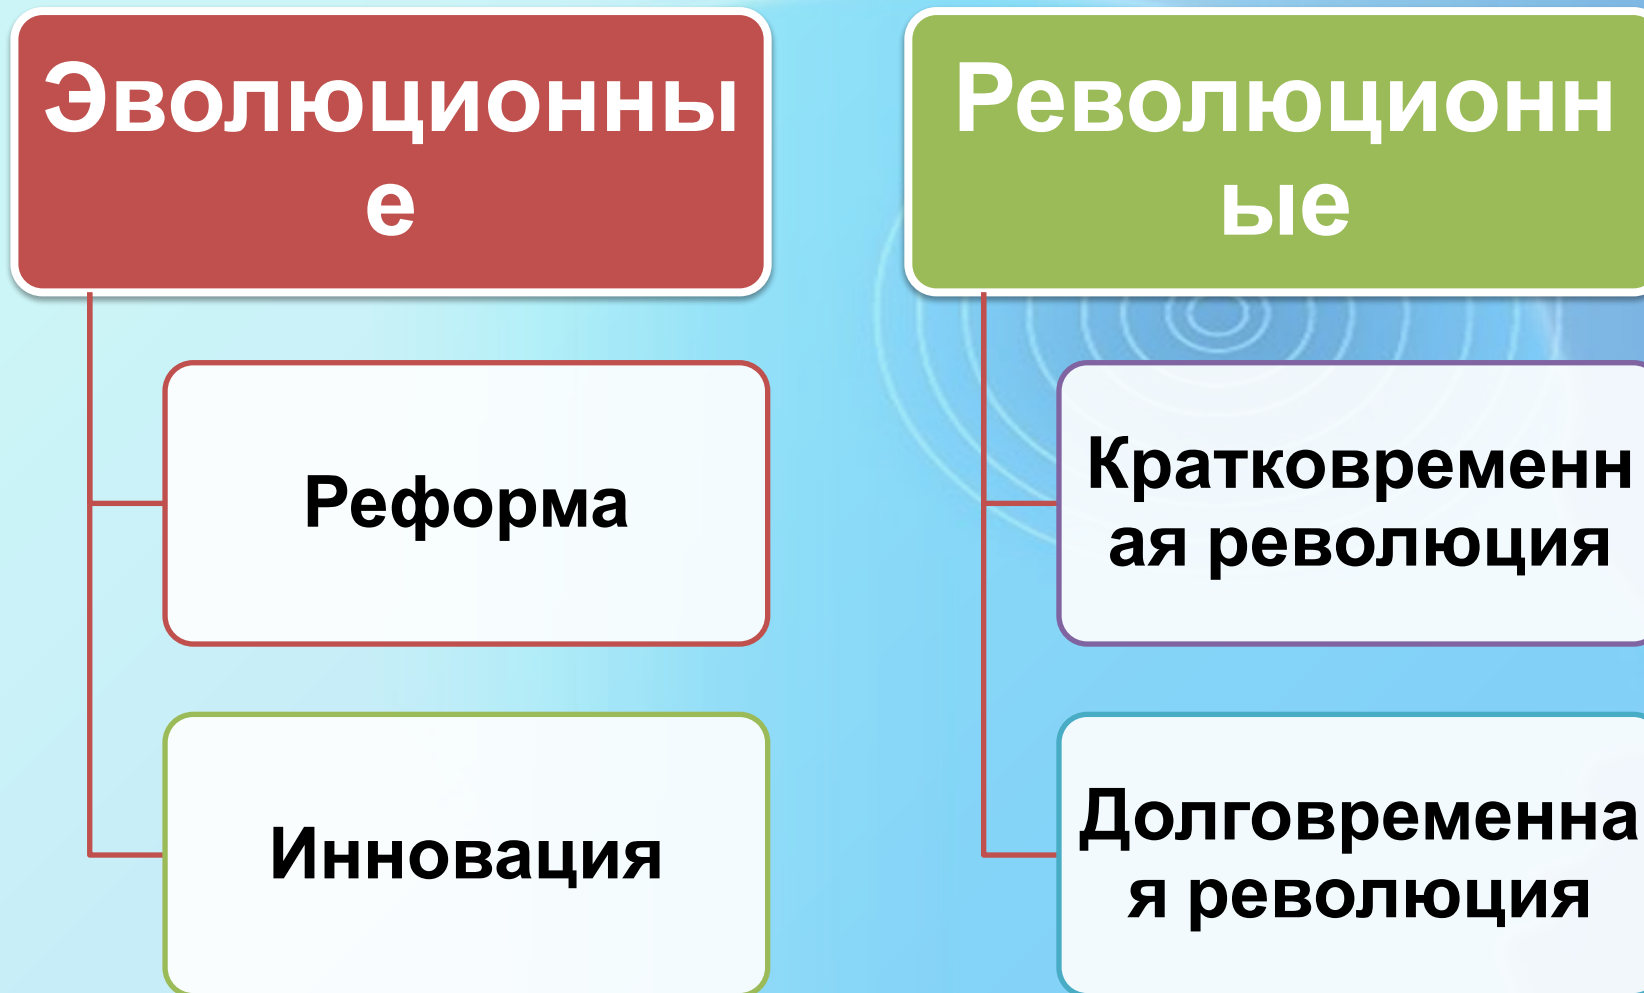 Эволюционны
е
Реформа
Инновация
Революционн
ые
Кратковременн
ая революция
Долговременна
я революция